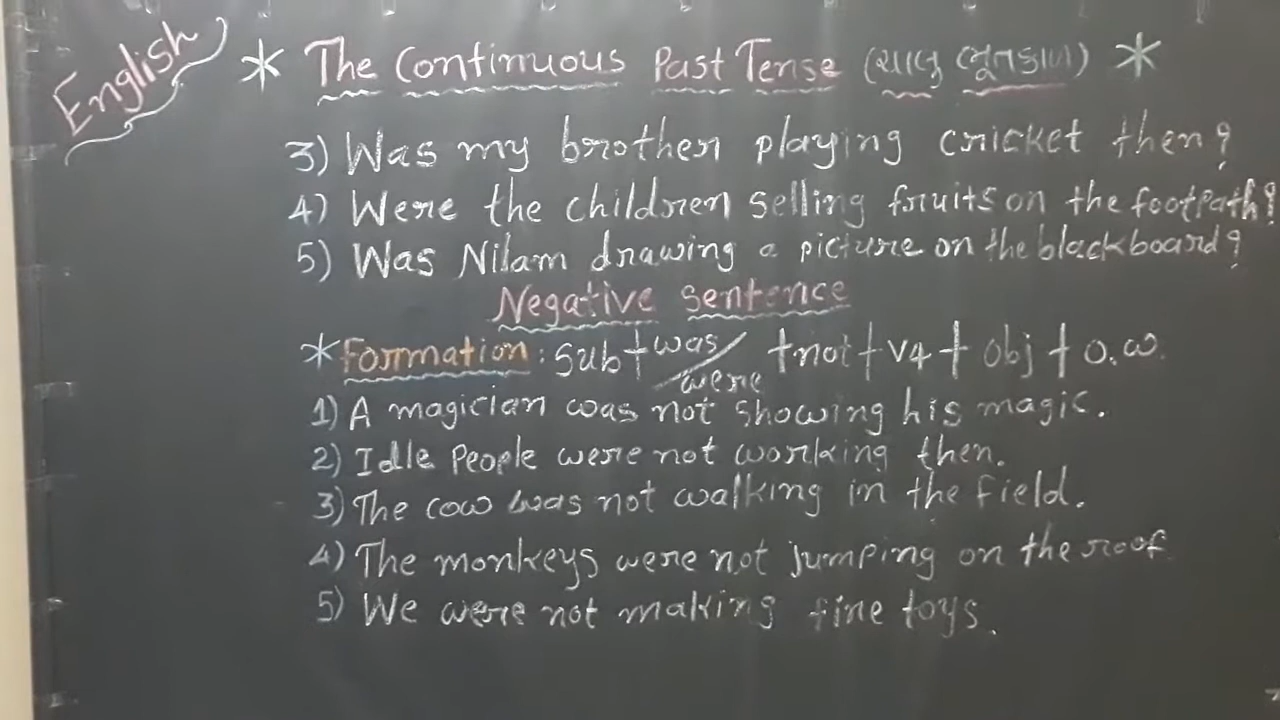 English
* The Continuous Past Tense (ચાલુ ભૂતકાળ) *
3) Was my brother playing cricket then?
4) Were the children selling fruits on the footpath?
5) Was Nilam drawing a picture on the blackboard?
Negative Sentence
* Formation: Sub + was/were + not + V4 + Obj + O.W.
1) A magician was not showing his magic.
2) Idle People were not working then.
3) The cow was not walking in the field.
4) The monkeys were not jumping on the roof.
5) We were not making fine toys.